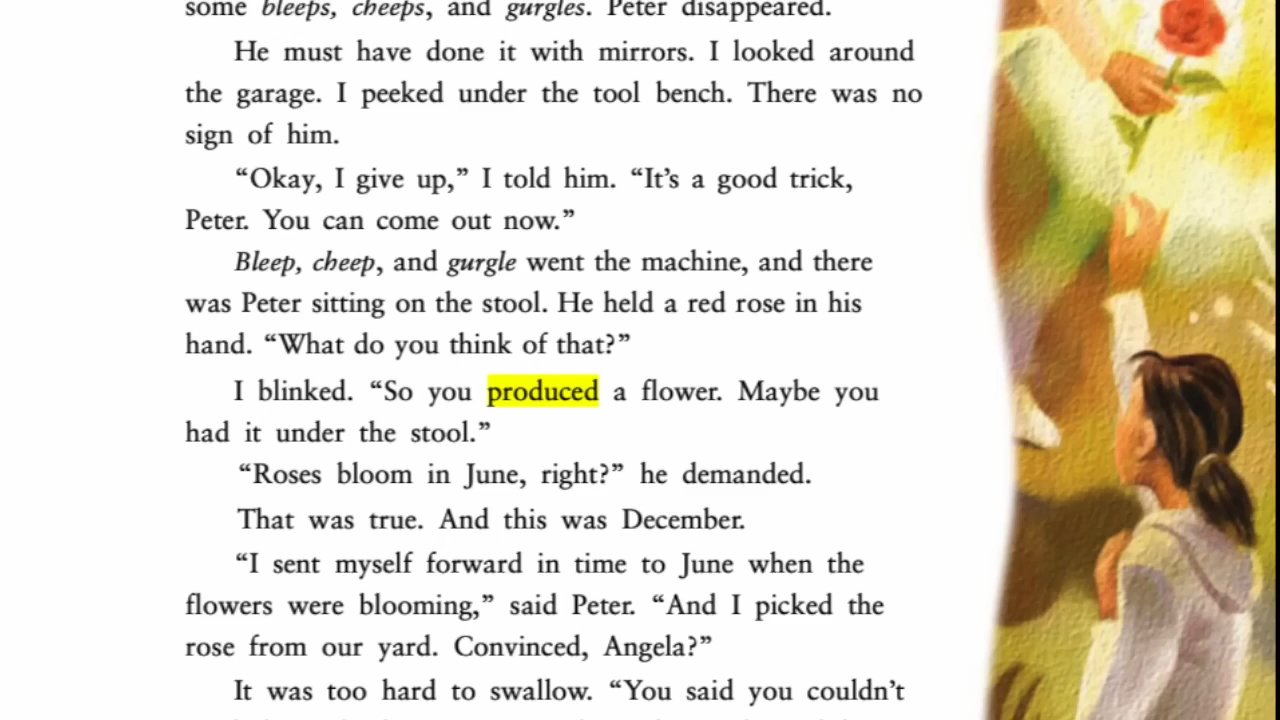 some bleeps, cheeps, and gurgles. Peter disappeared.
He must have done it with mirrors. I looked around
the garage. I peeked under the tool bench. There was no
sign of him.
“Okay, I give up,” I told him. “It’s a good trick,
Peter. You can come out now.”
Bleep, cheep, and gurgle went the machine, and there
was Peter sitting on the stool. He held a red rose in his
hand. “What do you think of that?”
I blinked. “So you produced a flower. Maybe you
had it under the stool.”
“Roses bloom in June, right?” he demanded.
That was true. And this was December.
“I sent myself forward in time to June when the
flowers were blooming,” said Peter. “And I picked the
rose from our yard. Convinced, Angela?”
It was too hard to swallow. “You said you couldn’t